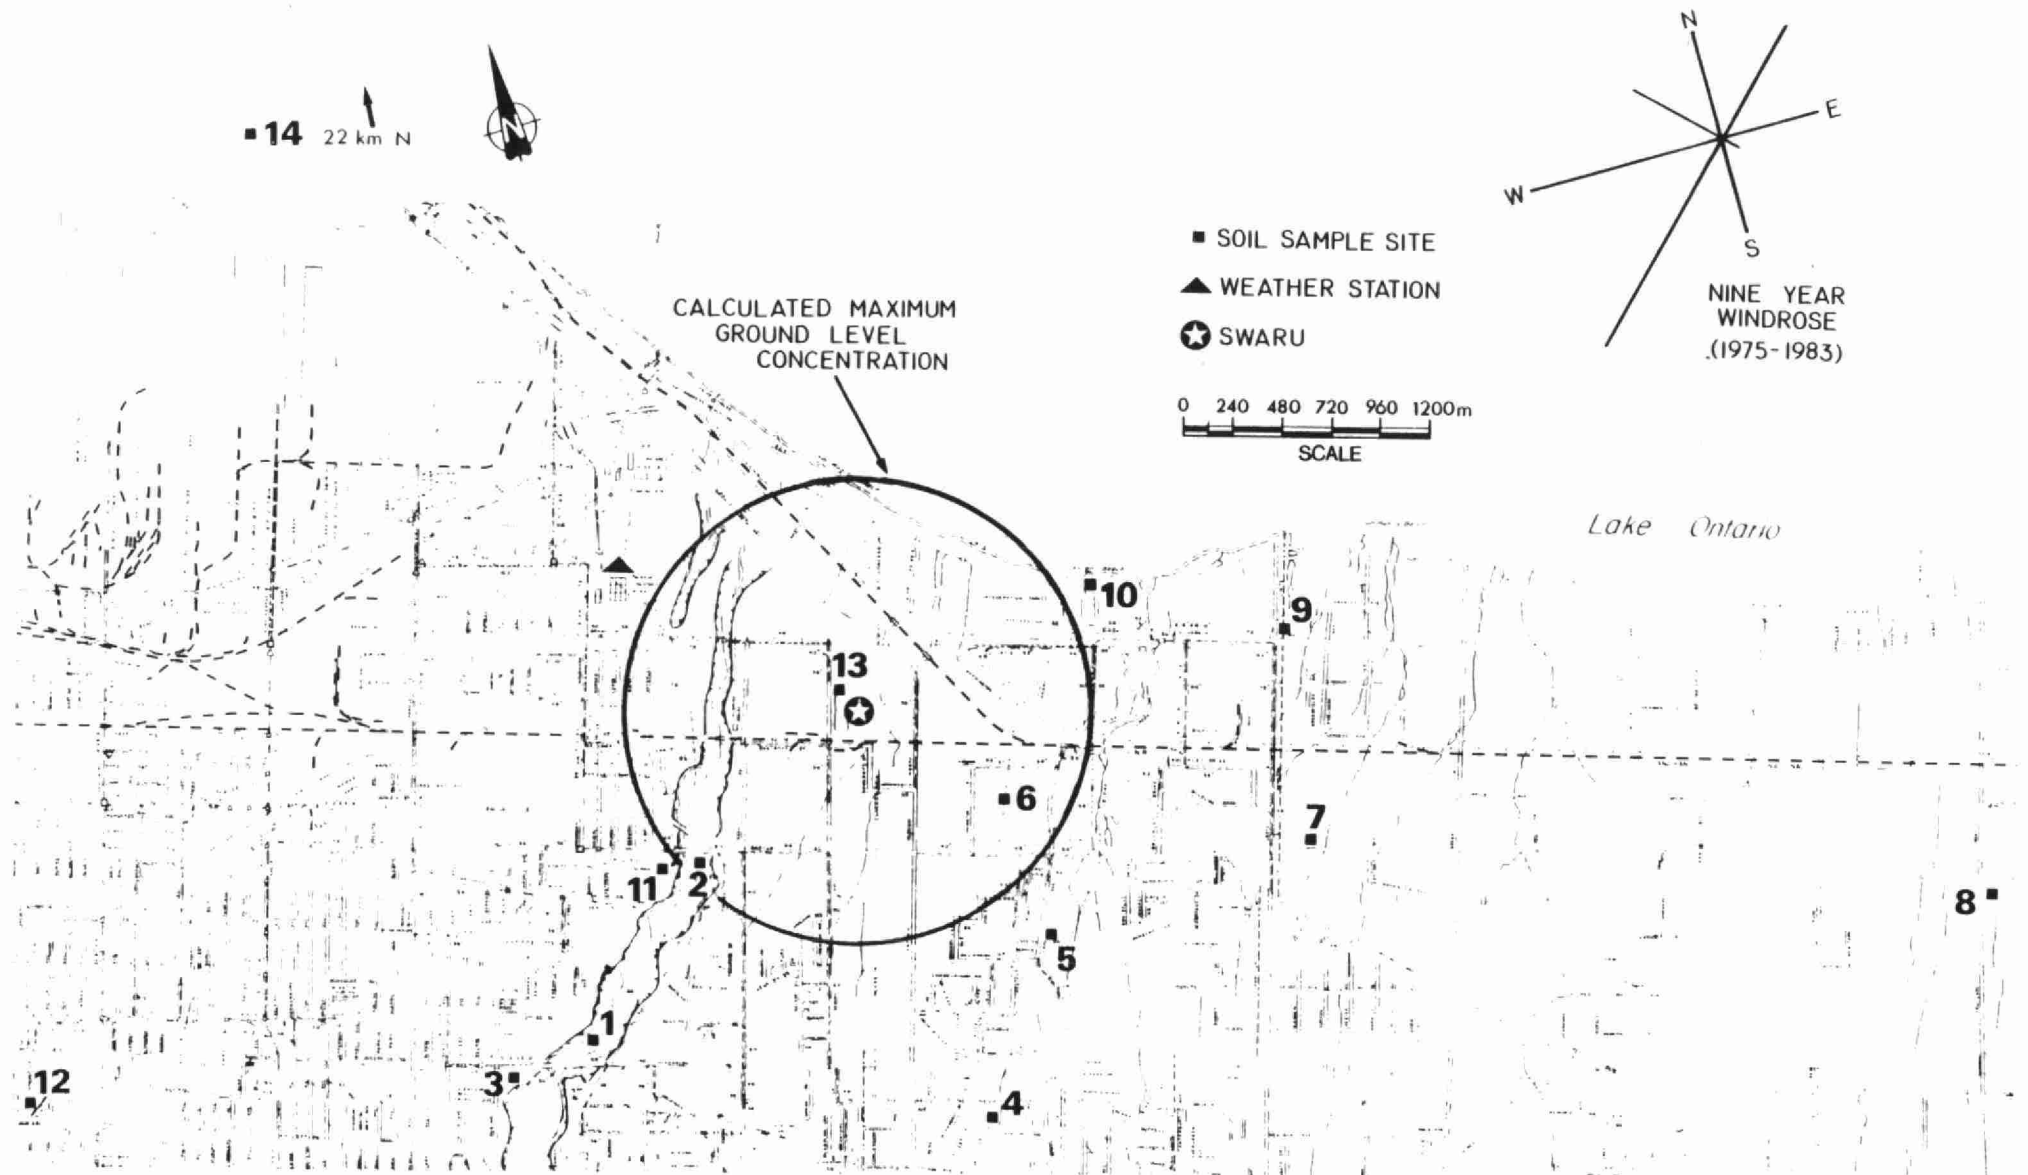 N
N
14 22 km N
E
W
S
SOIL SAMPLE SITE
WEATHER STATION
SWARU
NINE YEAR
WINDROSE
(1975-1983)
CALCULATED MAXIMUM
GROUND LEVEL
CONCENTRATION
0 240 480 720 960 1200m
SCALE
Lake Ontario
10
9
13
6
7
11
2
8
5
1
3
12
4